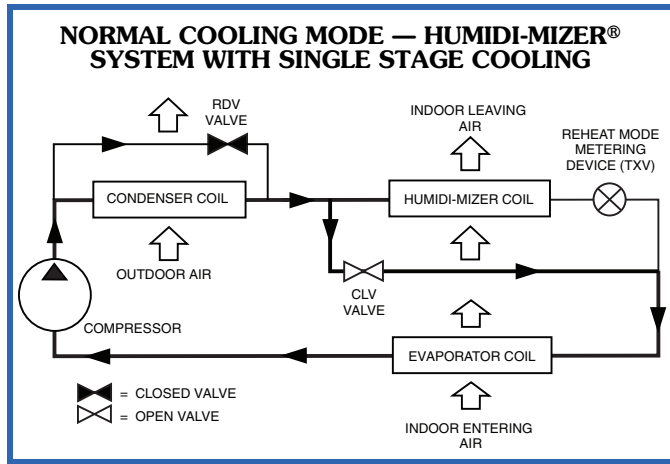 NORMAL COOLING MODE — HUMIDI-MIZER®
SYSTEM WITH SINGLE STAGE COOLING
RDV
VALVE
INDOOR LEAVING
AIR
REHEAT MODE
METERING
DEVICE (TXV)
CONDENSER COIL
HUMIDI-MIZER COIL
OUTDOOR AIR
CLV
VALVE
COMPRESSOR
EVAPORATOR COIL
= CLOSED VALVE
= OPEN VALVE
INDOOR ENTERING
AIR